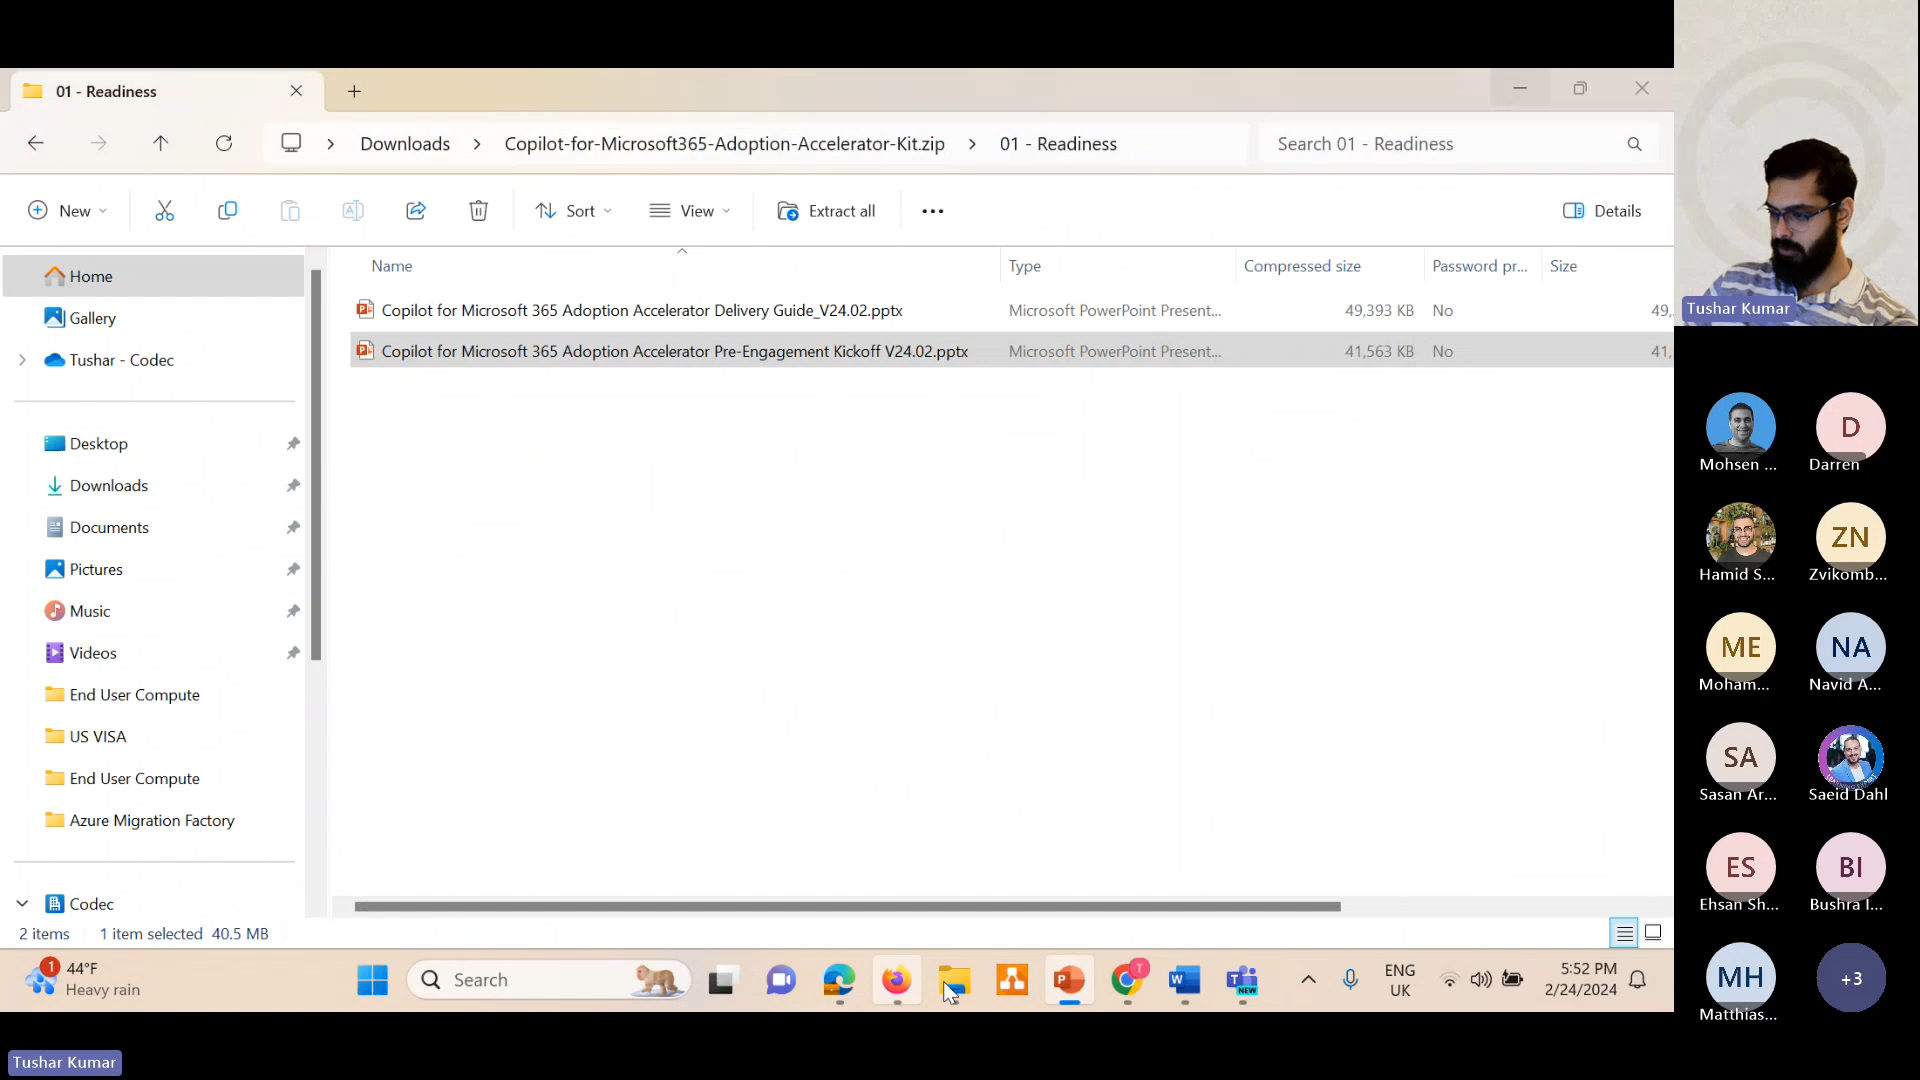 01 - Readiness
Downloads
Copilot-for-Microsoft365-Adoption-Accelerator-Kit.zip
01 - Readiness
Search 01 - Readiness
New
Sort
View
Extract all
Details
Name
Type
Compressed size
Password pr...
Size
Copilot for Microsoft 365 Adoption Accelerator Delivery Guide_V24.02.pptx
Microsoft PowerPoint Present...
49,393 KB
No
49,
Copilot for Microsoft 365 Adoption Accelerator Pre-Engagement Kickoff V24.02.pptx
Microsoft PowerPoint Present...
41,563 KB
No
41,
Home
Gallery
Tushar - Codec
Desktop
Downloads
Documents
Pictures
Music
Videos
End User Compute
US VISA
End User Compute
Azure Migration Factory
Codec
2 items
1 item selected 40.5 MB
1
44°F
Heavy rain
Search
T
NEW
ENG
UK
5:52 PM
2/24/2024
Tushar Kumar
Tushar Kumar
Mohsen ...
D
Darren
Hamid S...
ZN
Zvikomb...
ME
Moham...
NA
Navid A...
SA
Sasan Ar...
Saeid Dahl
ES
Ehsan Sh...
BI
Bushra I...
MH
Matthias...
+3